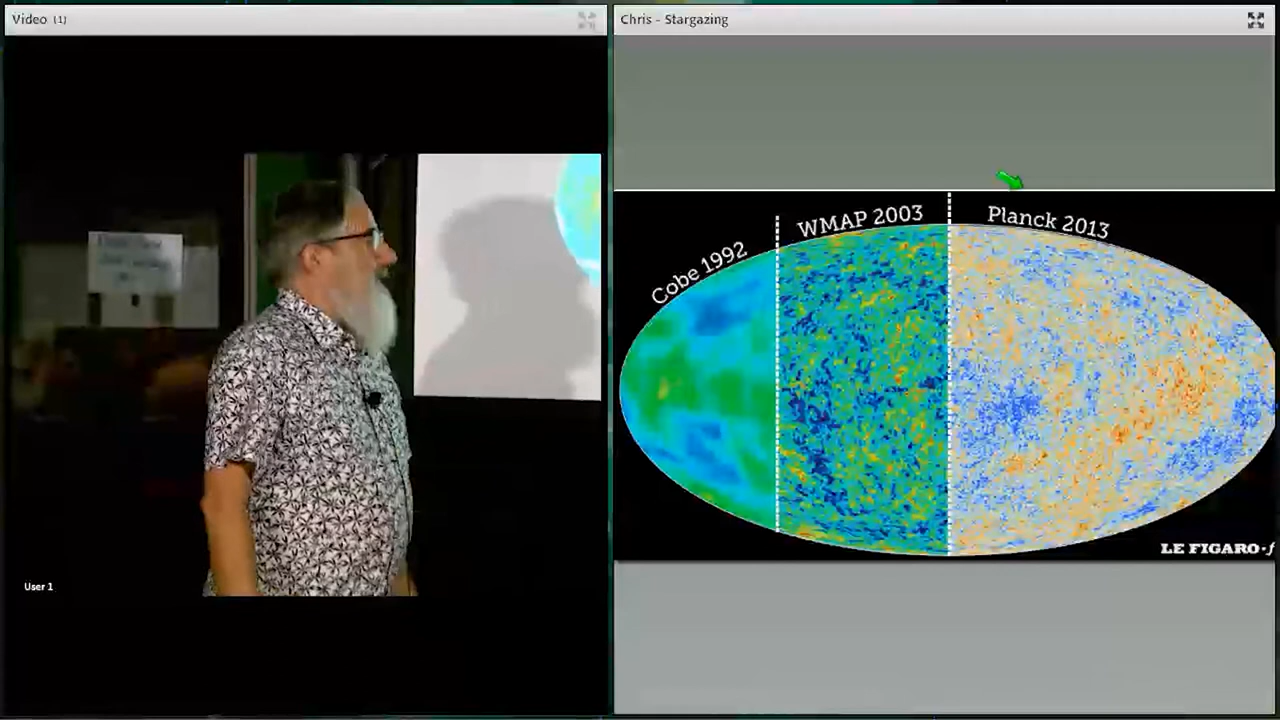 Video (1)
Chris - Stargazing
Cobe 1992
WMAP 2003
Planck 2013
LE FIGARO·f
User 1